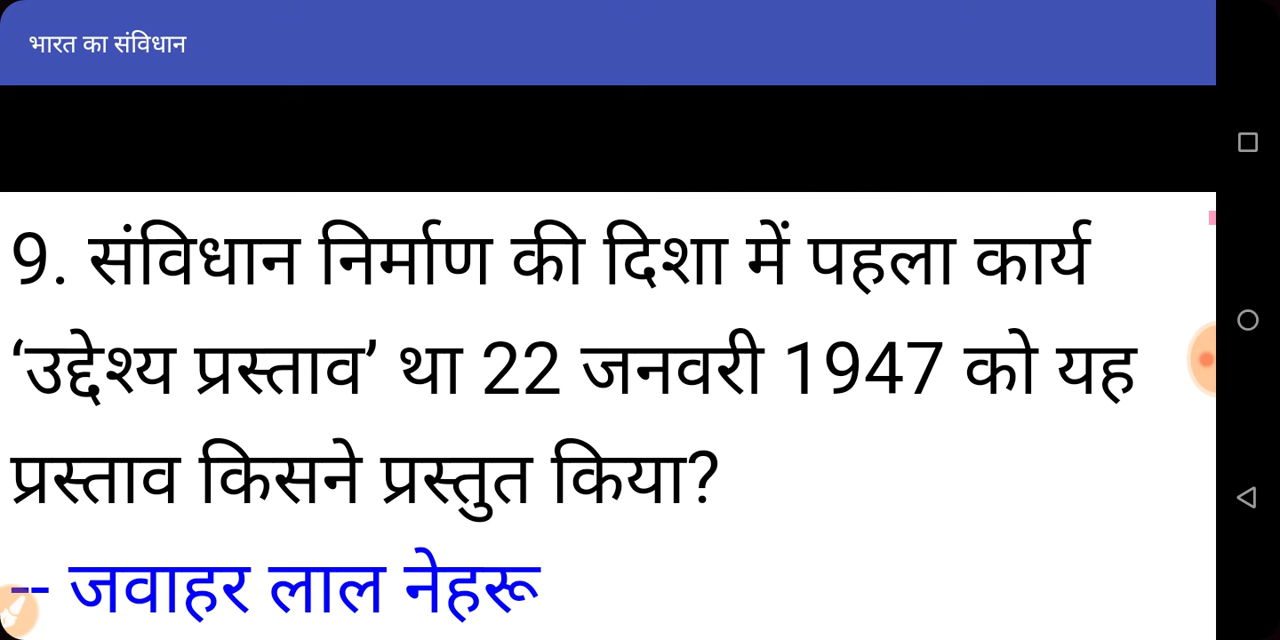 भारत का संविधान
9. संविधान निर्माण की दिशा में पहला कार्य
‘उद्देश्य प्रस्ताव’ था 22 जनवरी 1947 को यह
प्रस्ताव किसने प्रस्तुत किया?
-- जवाहर लाल नेहरू